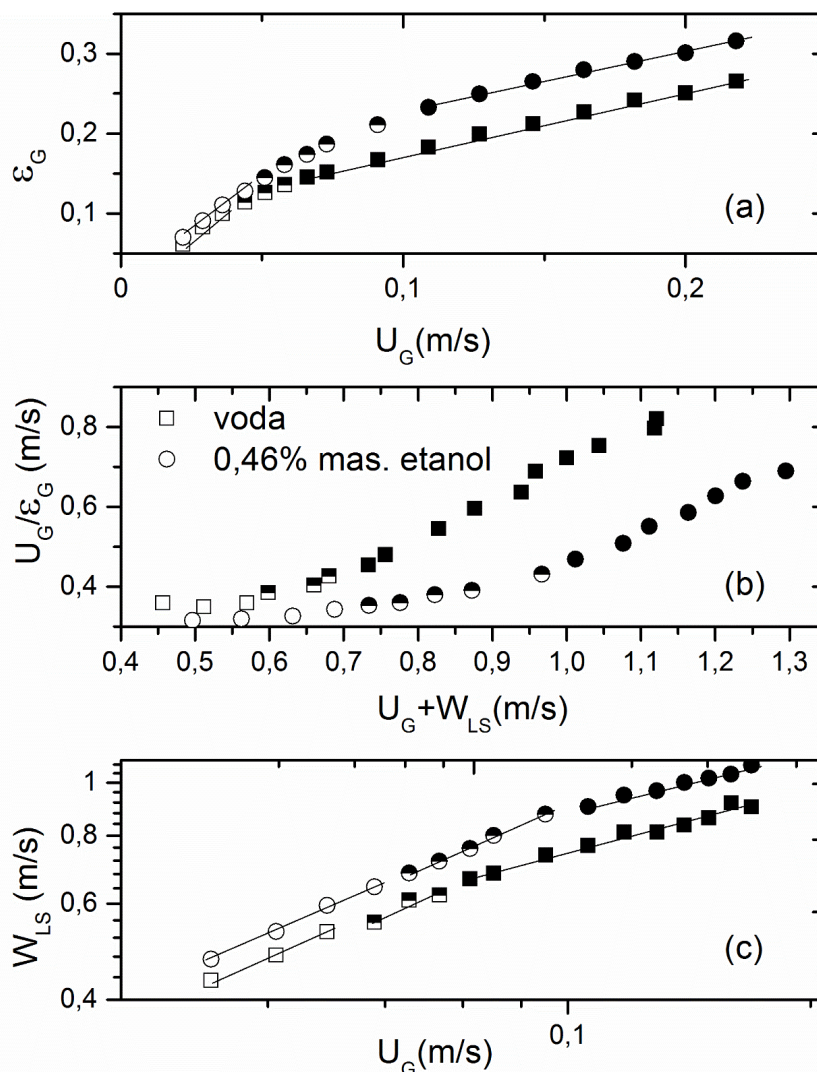 0,3
0,2
0,1
ε_G
(a)
0 0,1 0,2
U_G(m/s)
0,8
0,6
0,4
U_G/ε_G (m/s)
voda
0,46% mas. etanol
(b)
0,4 0,5 0,6 0,7 0,8 0,9 1,0 1,1 1,2 1,3
U_G+W_LS(m/s)
1
0,8
0,6
0,4
W_LS (m/s)
(c)
0,1
U_G(m/s)